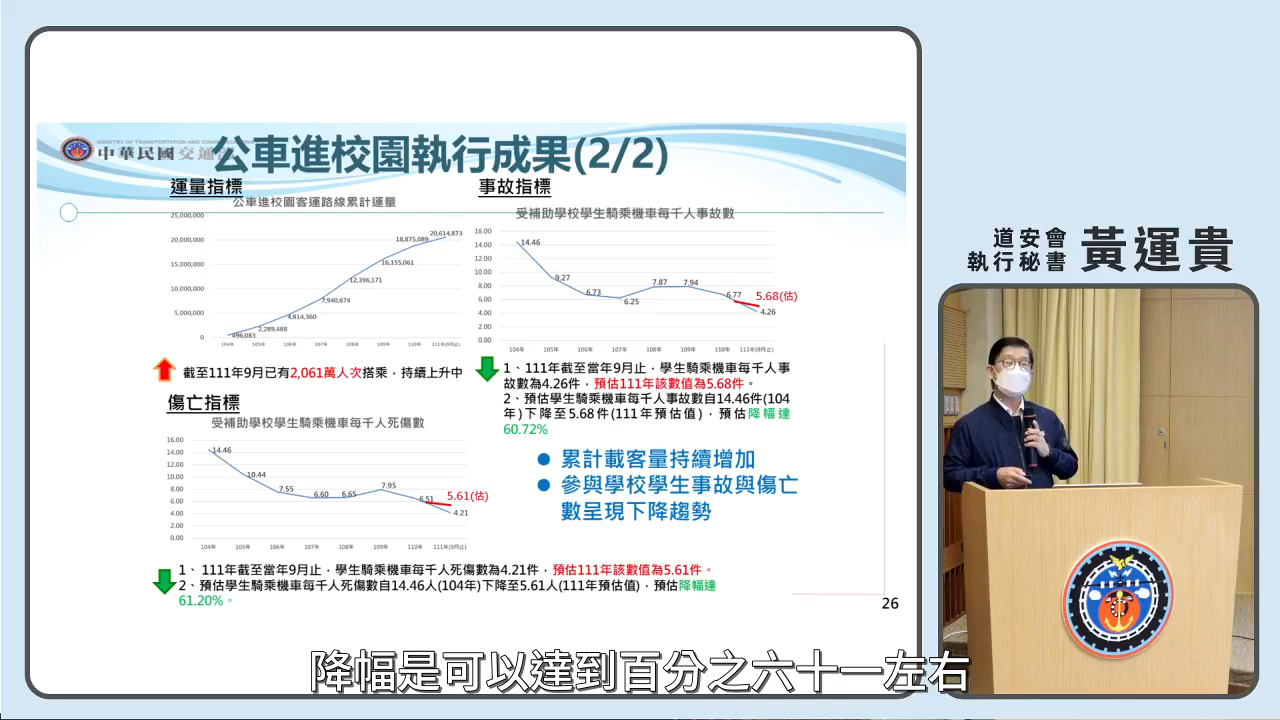 MINISTRY OF TRANSPORTATION AND COMMUNICATIONS
中華民國交通部
公車進校園執行成果(2/2)
運量指標
公車進校園客運路線累計運量
25,000,000
20,000,000
15,000,000
10,000,000
5,000,000
0
496,083
2,289,488
4,814,360
7,940,674
12,396,171
16,155,061
18,875,089
20,614,873
104年
105年
106年
107年
108年
109年
110年
111年(9月止)
截至111年9月已有2,061萬人次搭乘，持續上升中
事故指標
受補助學校學生騎乘機車每千人事故數
16.00
14.00
12.00
10.00
8.00
6.00
4.00
2.00
0.00
14.46
9.27
6.73
6.25
7.87
7.94
6.77
5.68(估)
4.26
104年
105年
106年
107年
108年
109年
110年
111年(9月止)
1、111年截至當年9月止，學生騎乘機車每千人事
故數為4.26件，預估111年該數值為5.68件。
2、預估學生騎乘機車每千人事故數自14.46件(104
年)下降至5.68件(111年預估值)，預估降幅達
60.72%
傷亡指標
受補助學校學生騎乘機車每千人死傷數
16.00
14.00
12.00
10.00
8.00
6.00
4.00
2.00
0.00
14.46
10.44
7.55
6.60
6.65
7.95
6.51
5.61(估)
4.21
104年
105年
106年
107年
108年
109年
110年
111年(9月止)
● 累計載客量持續增加
● 參與學校學生事故與傷亡
數呈現下降趨勢
1、 111年截至當年9月止，學生騎乘機車每千人死傷數為4.21件，預估111年該數值為5.61件。
2、預估學生騎乘機車每千人死傷數自14.46人(104年)下降至5.61人(111年預估值)，預估降幅達
61.20%。
26
道安會
執行秘書
黃運貴
降幅是可以達到百分之六十一左右